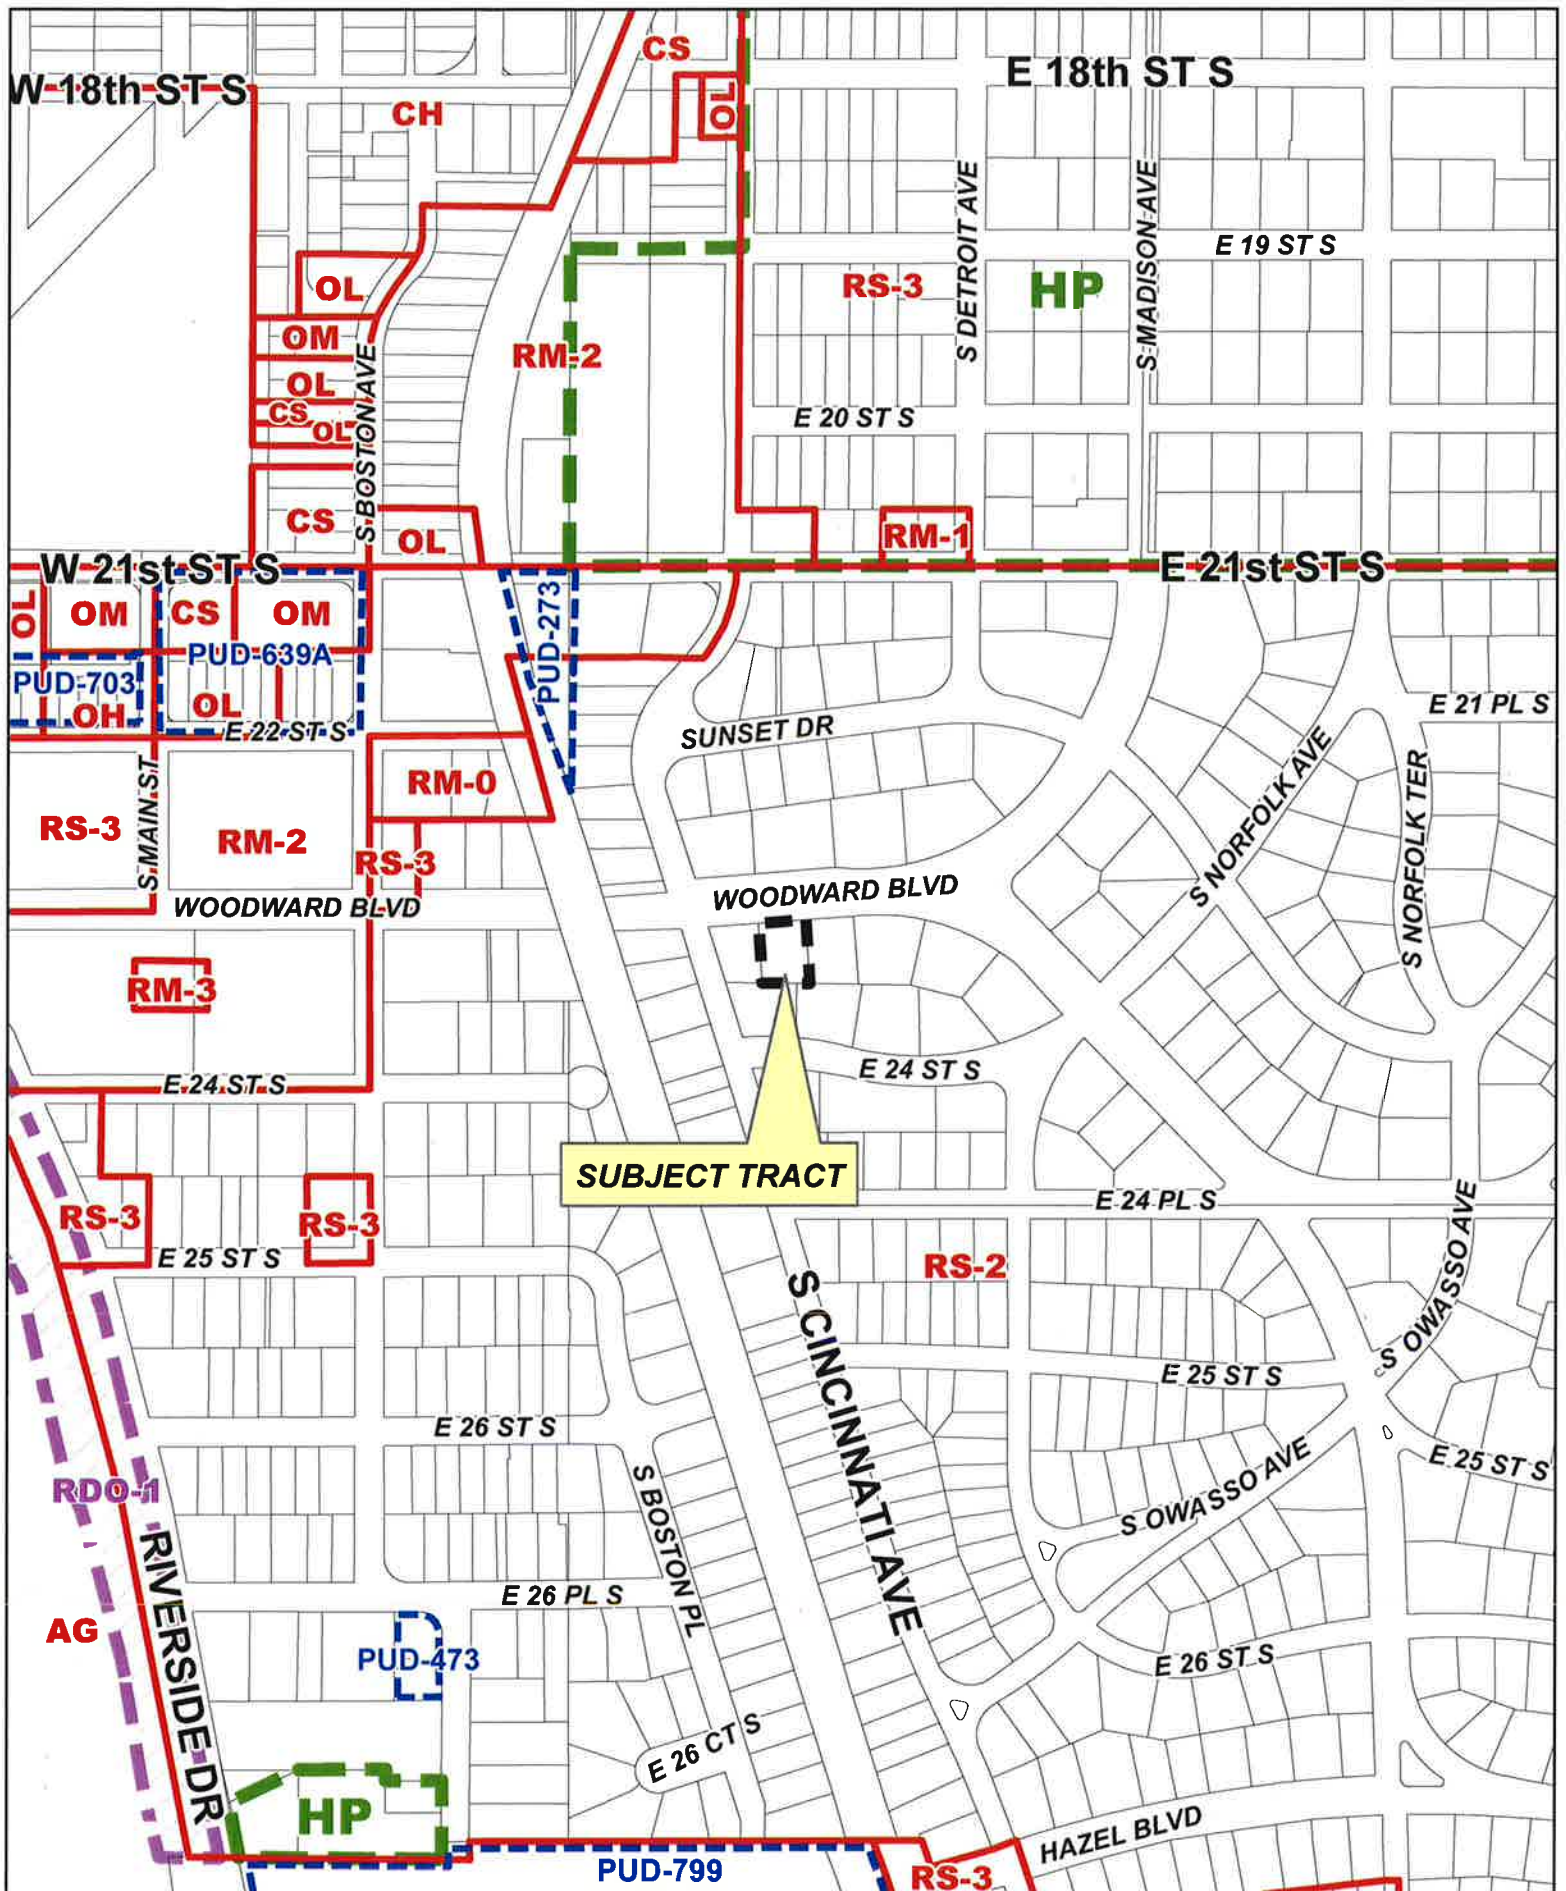 CS
E 18th ST S
W 18th ST S
OL
CH
S DETROIT AVE
S MADISON AVE
E 19 ST S
OL
RS-3
HP
OM
RM-2
OL
S BOSTON AVE
CS
OL
E 20 ST S
CS
OL
RM-1
W 21st ST S
E 21st ST S
OL
OM
CS
OM
PUD-273
PUD-639A
PUD-703
OL
OH
E 22 ST S
SUNSET DR
E 21 PL S
S MAIN ST
RM-0
S NORFOLK AVE
S NORFOLK TER
RS-3
RM-2
RS-3
WOODWARD BLVD
WOODWARD BLVD
RM-3
E 24 ST S
E 24 ST S
SUBJECT TRACT
E 24 PL S
RS-3
RS-3
E 25 ST S
RS-2
S OWASSO AVE
S CINCINNATI AVE
E 25 ST S
E 26 ST S
E 25 ST S
S OWASSO AVE
RDO-1
S BOSTON PL
RIVERSIDE DR
E 26 PL S
AG
PUD-473
E 26 ST S
E 26 CT S
HP
HAZEL BLVD
PUD-799
RS-3